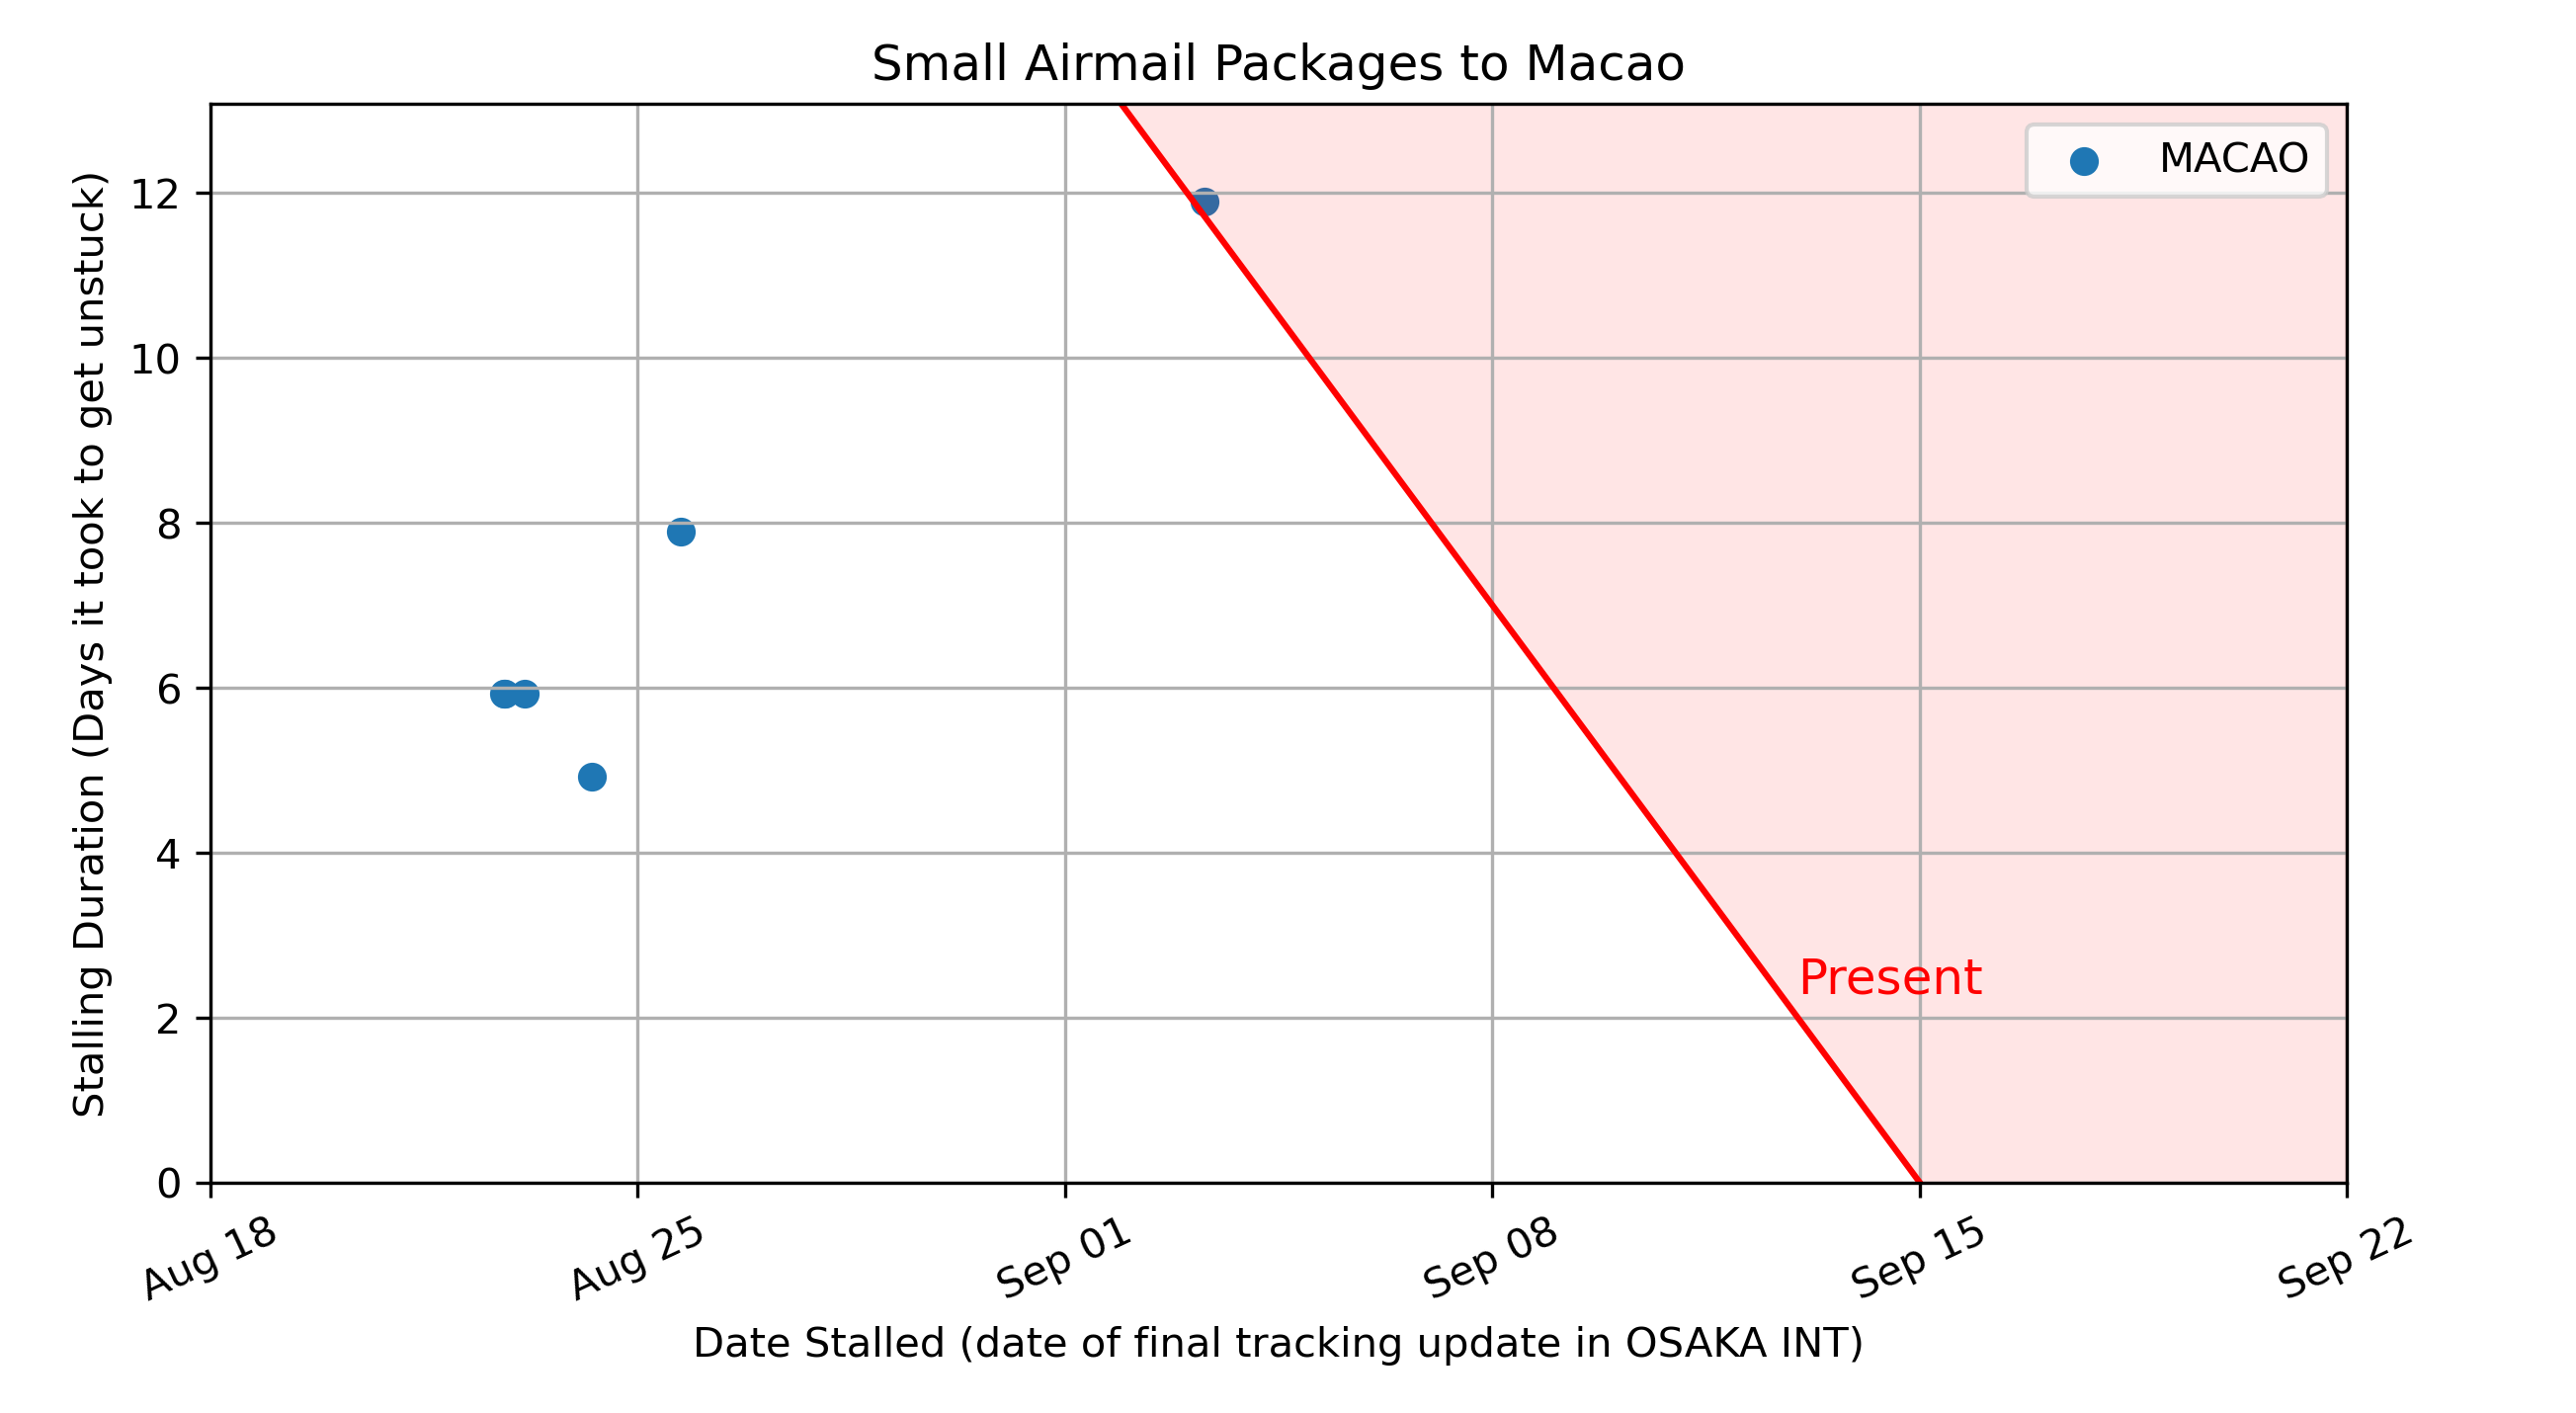 Small Airmail Packages to Macao
MACAO
Stalling Duration (Days it took to get unstuck)
12
10
8
6
4
2
0
Present
Aug 18
Aug 25
Sep 01
Sep 08
Sep 15
Sep 22
Date Stalled (date of final tracking update in OSAKA INT)